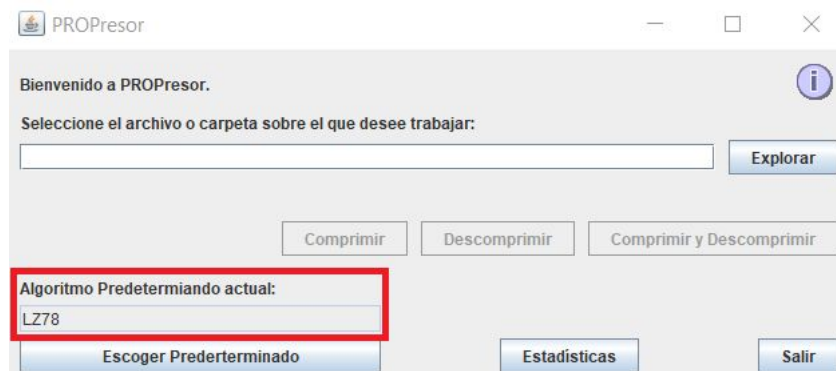 PROPresor
Bienvenido a PROPresor.
Seleccione el archivo o carpeta sobre el que desee trabajar:
Explorar
Comprimir Descomprimir Comprimir y Descomprimir
Algoritmo Predetermiando actual:
LZ78
Escoger Prederterminado Estadísticas Salir